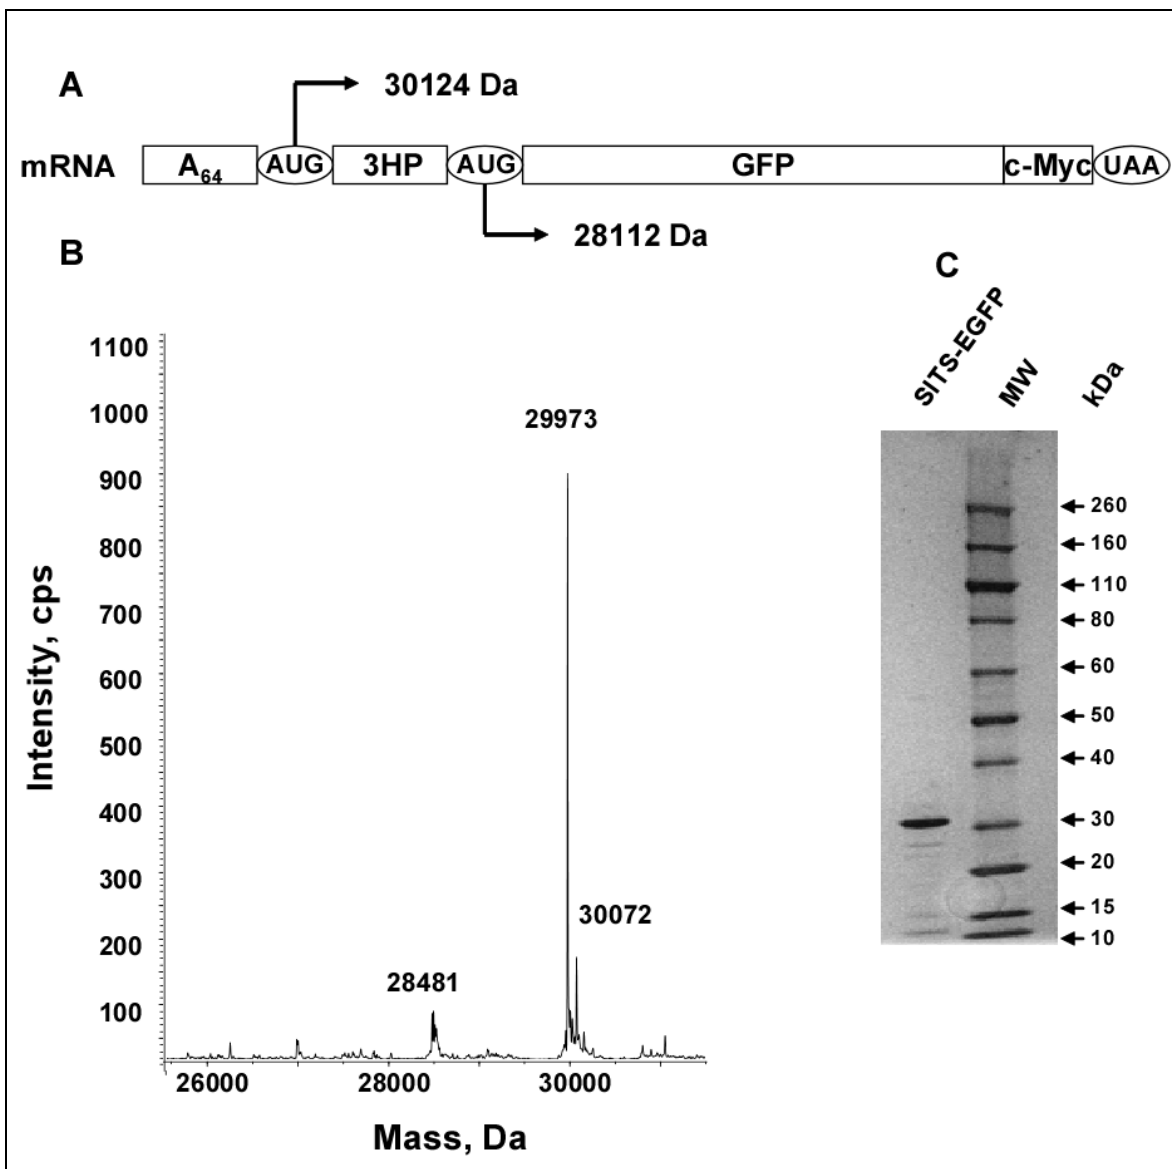 A
30124 Da
mRNA A64 AUG 3HP AUG GFP c-Myc UAA
28112 Da
B
C
SITS-EGFP
MW
kDa
1100
1000
900
800
700
600
500
400
300
200
100
Intensity, cps
29973
30072
28481
26000 28000 30000
Mass, Da
260
160
110
80
60
50
40
30
20
15
10